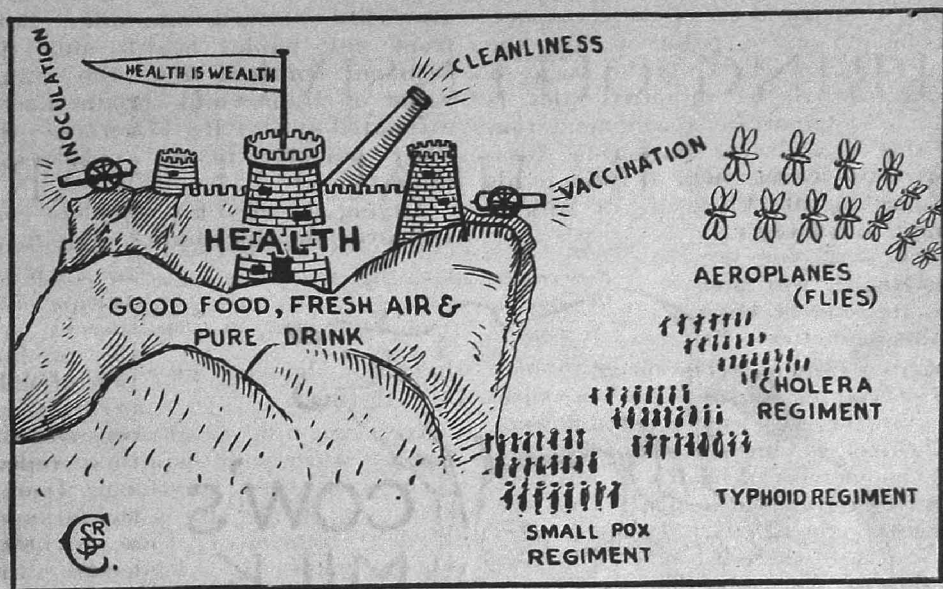 INOCULATION
HEALTH IS WEALTH
CLEANLINESS
VACCINATION
HEALTH
GOOD FOOD, FRESH AIR &
PURE DRINK
AEROPLANES
(FLIES)
CHOLERA
REGIMENT
TYPHOID REGIMENT
SMALL POX
REGIMENT